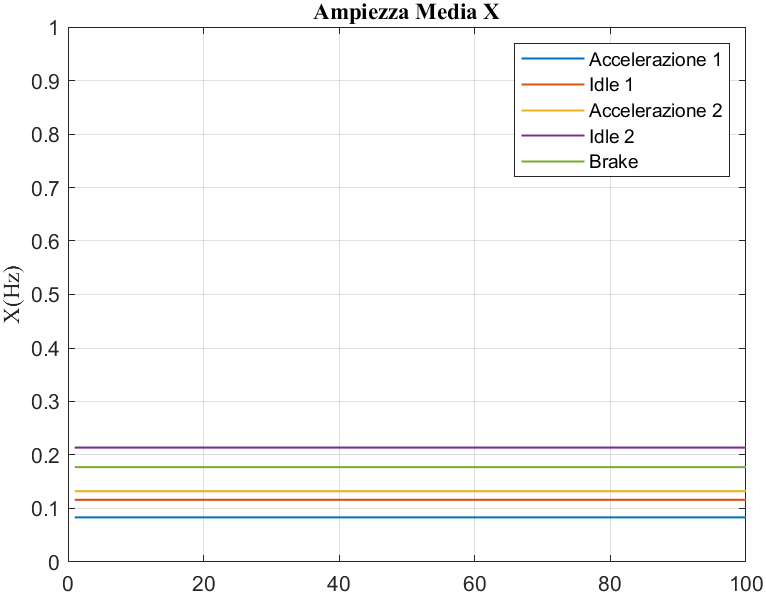 Ampiezza Media X
1
0.9
0.8
0.7
0.6
0.5
0.4
0.3
0.2
0.1
0
X(Hz)
Accelerazione 1
Idle 1
Accelerazione 2
Idle 2
Brake
0 20 40 60 80 100